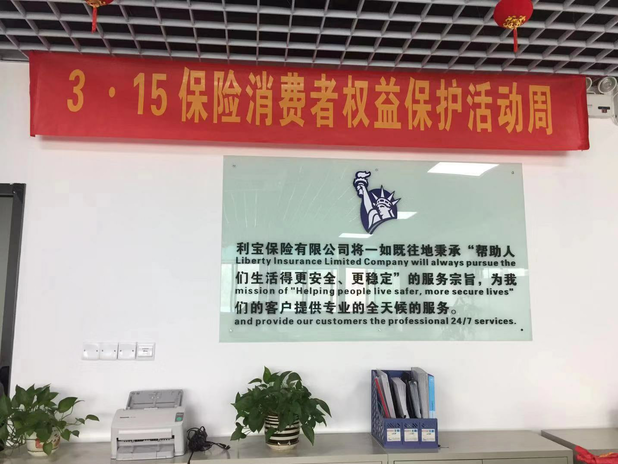 3·15保险消费者权益保护活动周
利宝保险有限公司将一如既往地秉承“帮助人
Liberty Insurance Limited Company will always pursue the
们生活得更安全、更稳定”的服务宗旨，为我
mission of "Helping people live safer, more secure lives"
们的客户提供专业的全天候的服务。
and provide our customers the professional 24/7 services.